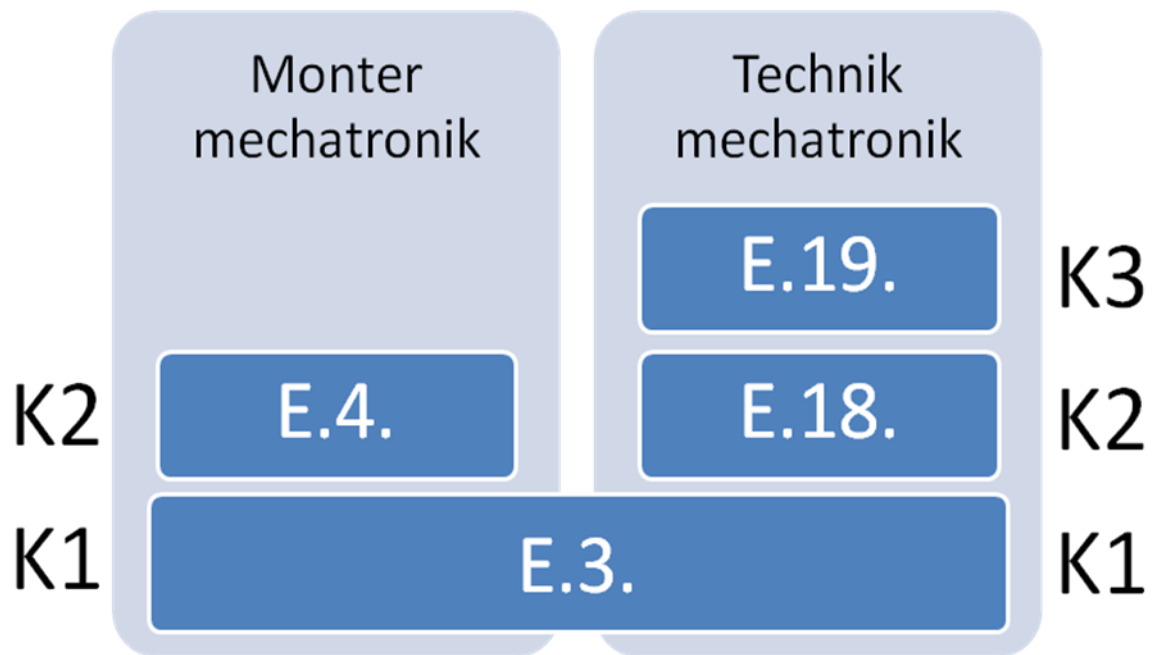 Monter
mechatronik
Technik
mechatronik
E.19.
K3
K2
E.4.
E.18.
K2
K1
E.3.
K1